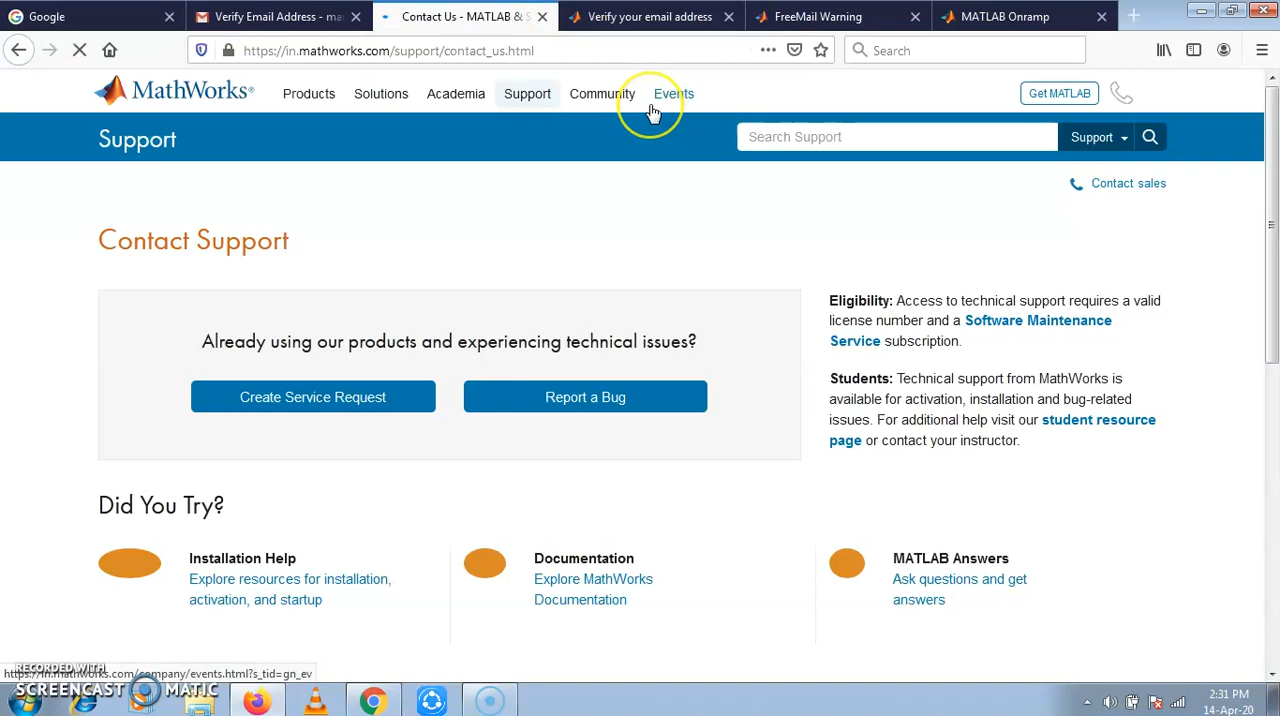 Google
Verify Email Address - ma
Contact Us - MATLAB & S
Verify your email address
FreeMail Warning
MATLAB Onramp
https://in.mathworks.com/support/contact_us.html
Search
MathWorks®
Products
Solutions
Academia
Support
Community
Events
Get MATLAB
Support
Search Support
Support
Contact sales
Contact Support
Already using our products and experiencing technical issues?
Create Service Request
Report a Bug
Eligibility: Access to technical support requires a valid
license number and a Software Maintenance
Service subscription.
Students: Technical support from MathWorks is
available for activation, installation and bug-related
issues. For additional help visit our student resource
page or contact your instructor.
Did You Try?
Installation Help
Explore resources for installation,
activation, and startup
Documentation
Explore MathWorks
Documentation
MATLAB Answers
Ask questions and get
answers
https://in.mathworks.com/company/events.html?s_tid=gn_ev
RECORDED WITH
SCREENCAST MATIC
2:31 PM
14-Apr-20